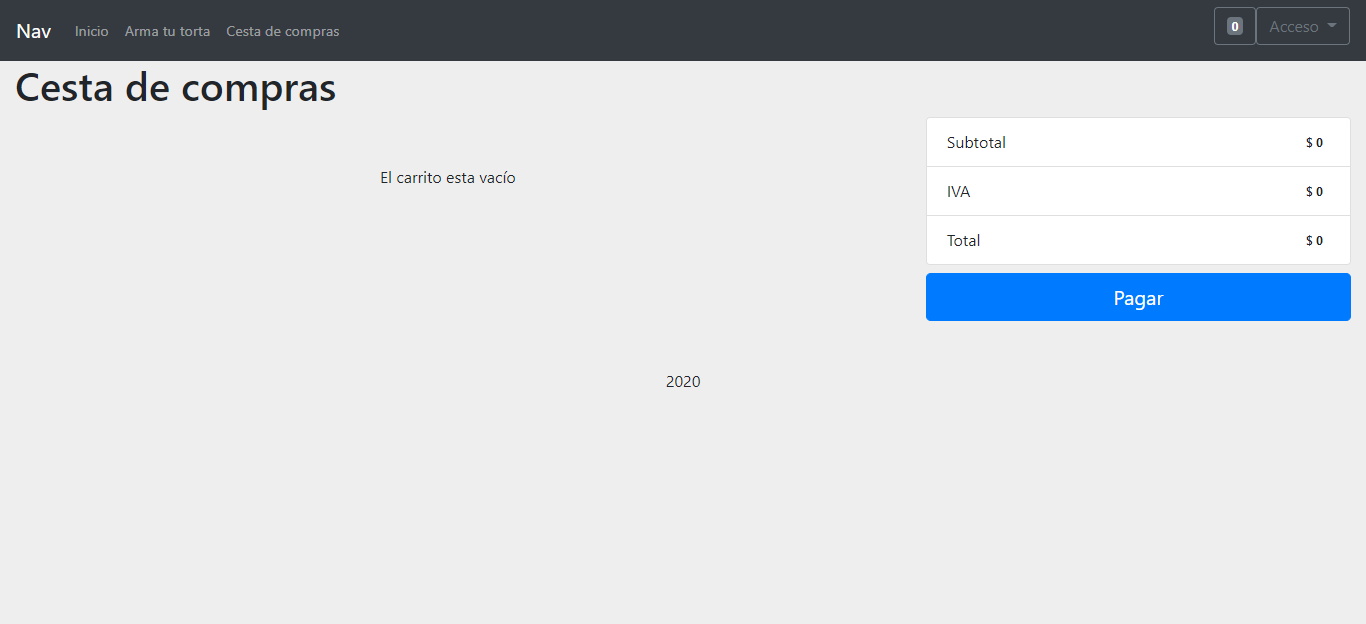 Nav Inicio Arma tu torta Cesta de compras 0 Acceso
Cesta de compras
El carrito esta vacío
Subtotal $ 0
IVA $ 0
Total $ 0
Pagar
2020